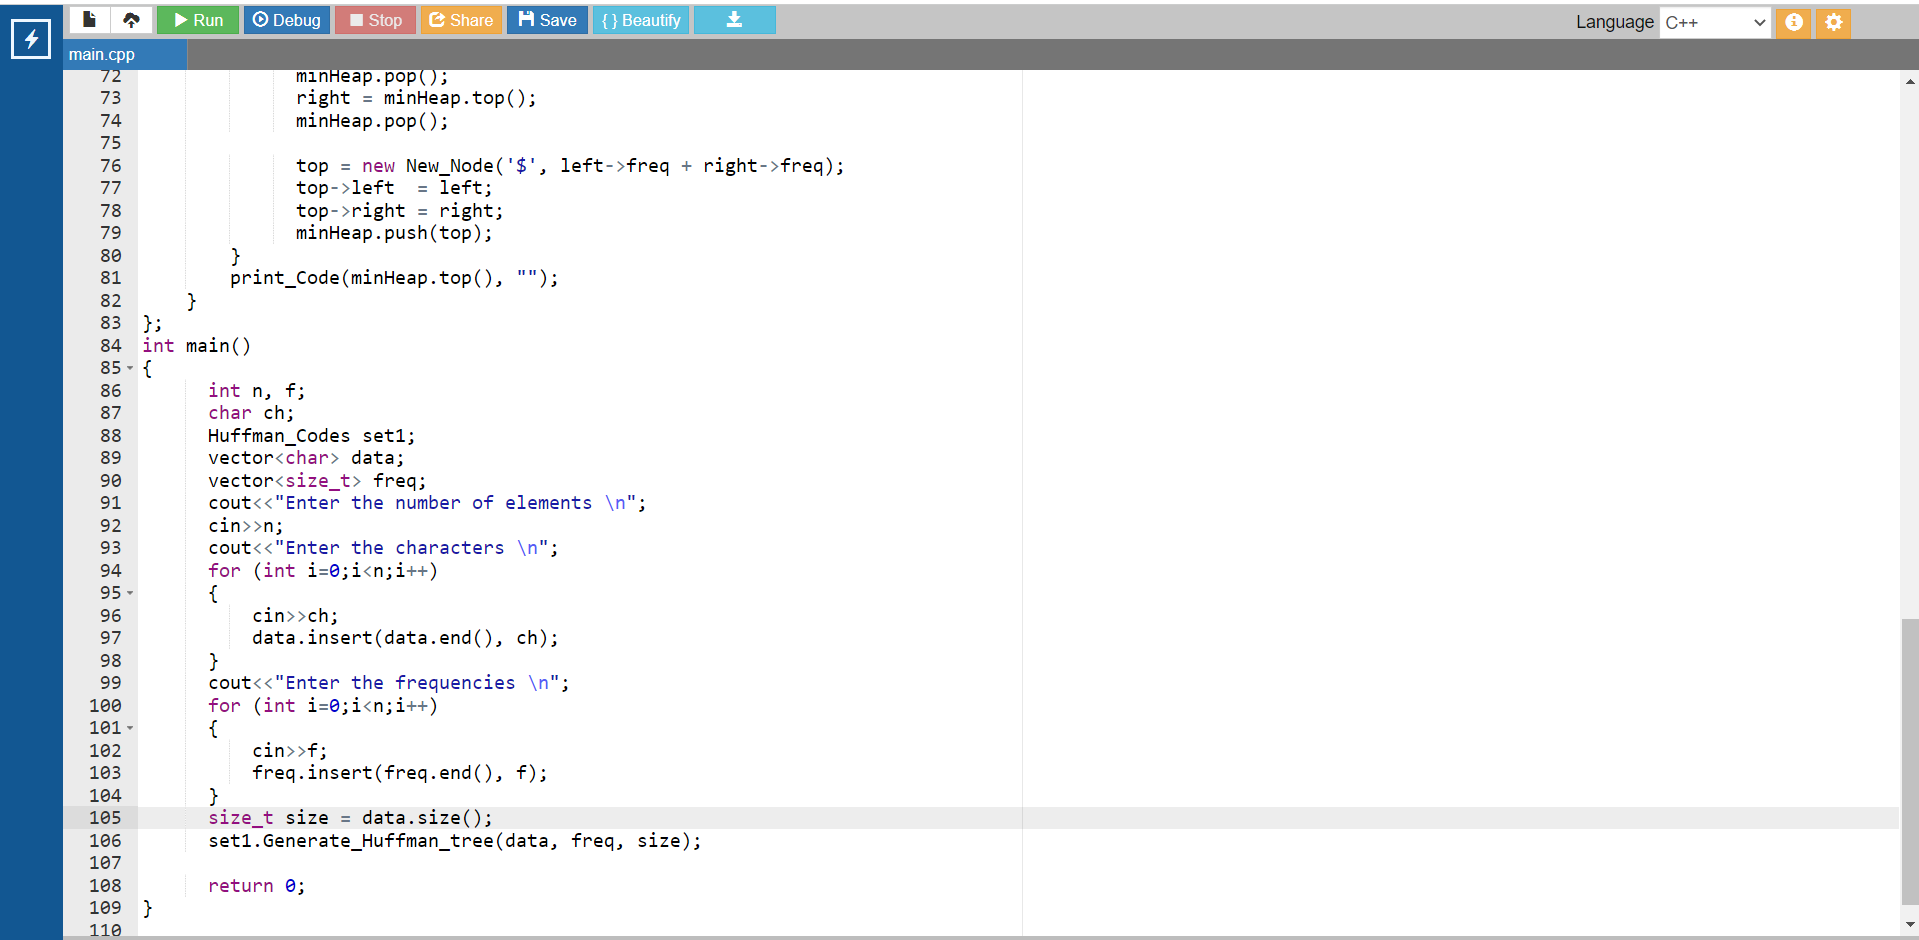 Run Debug Stop Share Save { } Beautify Language C++
main.cpp
72 minHeap.pop();
73 right = minHeap.top();
74 minHeap.pop();
75
76 top = new New_Node('$', left->freq + right->freq);
77 top->left  = left;
78 top->right = right;
79 minHeap.push(top);
80 }
81 print_Code(minHeap.top(), "");
82 }
83 };
84 int main()
85 {
86 int n, f;
87 char ch;
88 Huffman_Codes set1;
89 vector<char> data;
90 vector<size_t> freq;
91 cout<<"Enter the number of elements \n";
92 cin>>n;
93 cout<<"Enter the characters \n";
94 for (int i=0;i<n;i++)
95 {
96 cin>>ch;
97 data.insert(data.end(), ch);
98 }
99 cout<<"Enter the frequencies \n";
100 for (int i=0;i<n;i++)
101 {
102 cin>>f;
103 freq.insert(freq.end(), f);
104 }
105 size_t size = data.size();
106 set1.Generate_Huffman_tree(data, freq, size);
107
108 return 0;
109 }
110